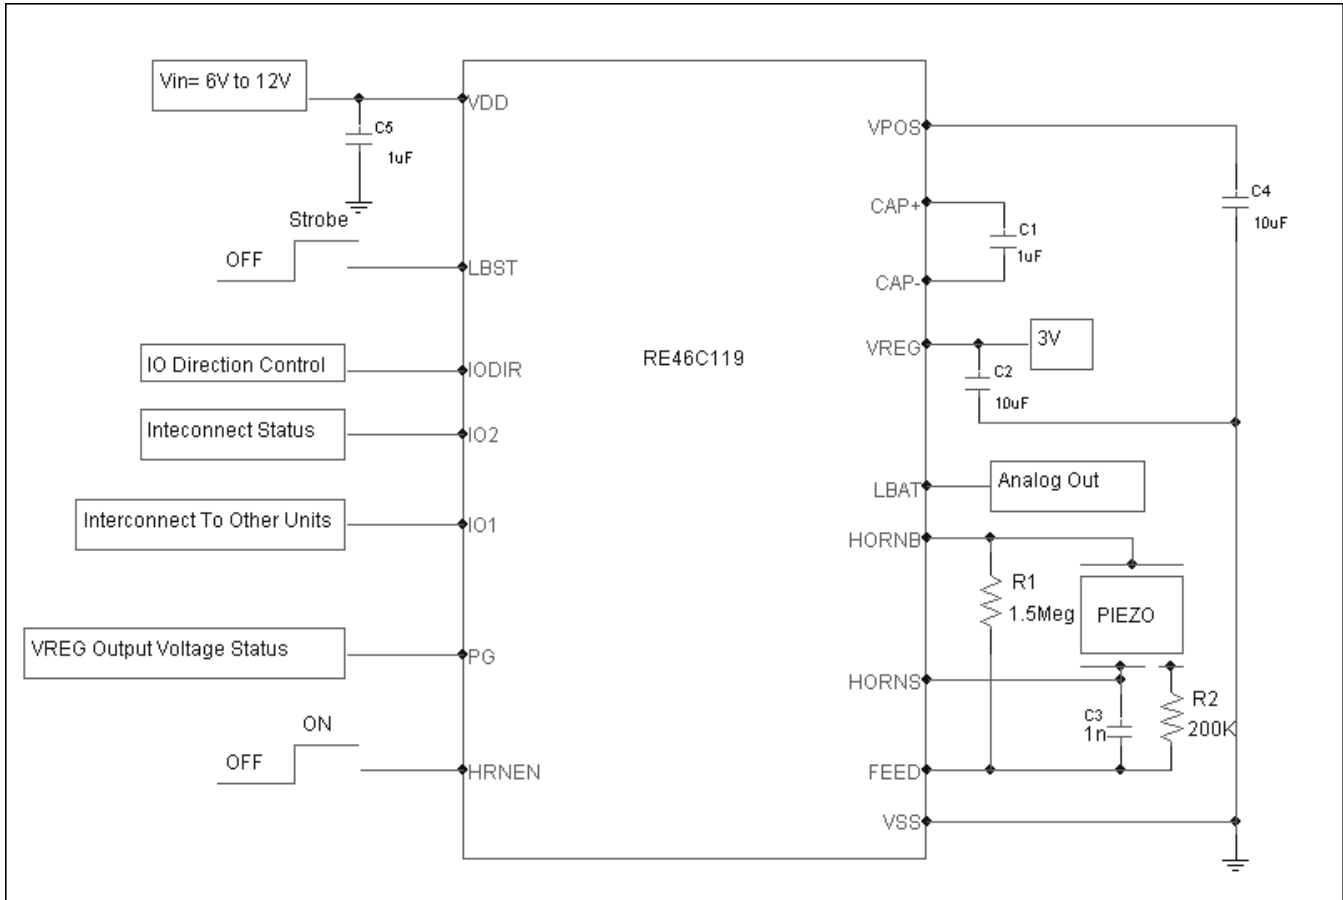 Vin= 6V to 12V
VDD
C5
1uF
Strobe
OFF
LBST
IO Direction Control
IODIR
Inteconnect Status
IO2
Interconnect To Other Units
IO1
VREG Output Voltage Status
PG
ON
OFF
HRNEN
RE46C119
VPOS
C4
10uF
CAP+
C1
1uF
CAP-
VREG
3V
C2
10uF
LBAT
Analog Out
HORNB
R1
1.5Meg
PIEZO
HORNS
C3
1n
R2
200K
FEED
VSS